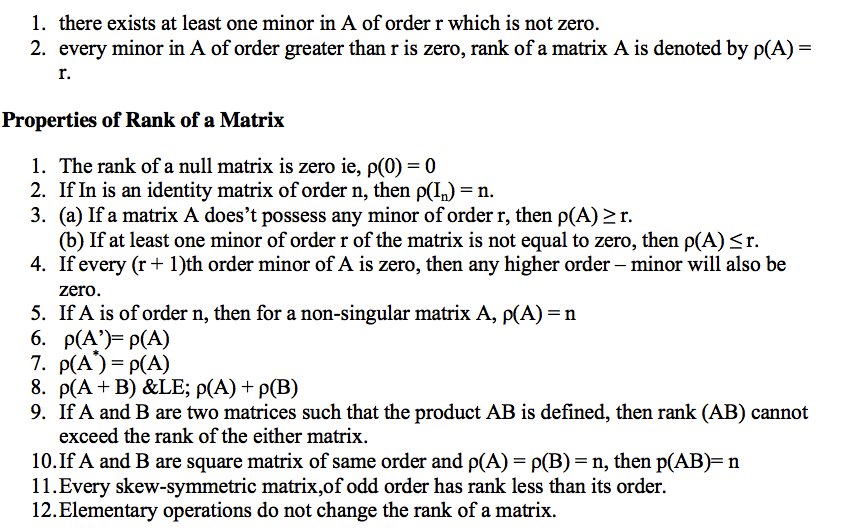 1. there exists at least one minor in A of order r which is not zero.
2. every minor in A of order greater than r is zero, rank of a matrix A is denoted by ρ(A) =
r.
Properties of Rank of a Matrix
1. The rank of a null matrix is zero ie, ρ(0) = 0
2. If In is an identity matrix of order n, then ρ(Iₙ) = n.
3. (a) If a matrix A does't possess any minor of order r, then ρ(A) ≥ r.
(b) If at least one minor of order r of the matrix is not equal to zero, then ρ(A) ≤ r.
4. If every (r + 1)th order minor of A is zero, then any higher order – minor will also be
zero.
5. If A is of order n, then for a non-singular matrix A, ρ(A) = n
6. ρ(A’)= ρ(A)
7. ρ(A*) = ρ(A)
8. ρ(A + B) &LE; ρ(A) + ρ(B)
9. If A and B are two matrices such that the product AB is defined, then rank (AB) cannot
exceed the rank of the either matrix.
10.If A and B are square matrix of same order and ρ(A) = ρ(B) = n, then p(AB)= n
11.Every skew-symmetric matrix,of odd order has rank less than its order.
12.Elementary operations do not change the rank of a matrix.